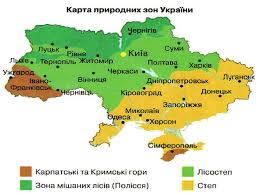 Карта природних зон України
Чернігів
Луцьк
Рівне
Суми
Київ
Львів
Житомир
Полтава
Харків
Тернопіль
Ужгород
Вінниця
Черкаси
Дніпропетровськ
Луганськ
Івано-
Франківськ
Чернівці
Кіровоград
Донецьк
Запоріжжя
Миколаїв
Одеса
Херсон
Сімферополь
Карпатські та Кримські гори
Лісостеп
Зона мішаних лісів (Полісся)
Степ